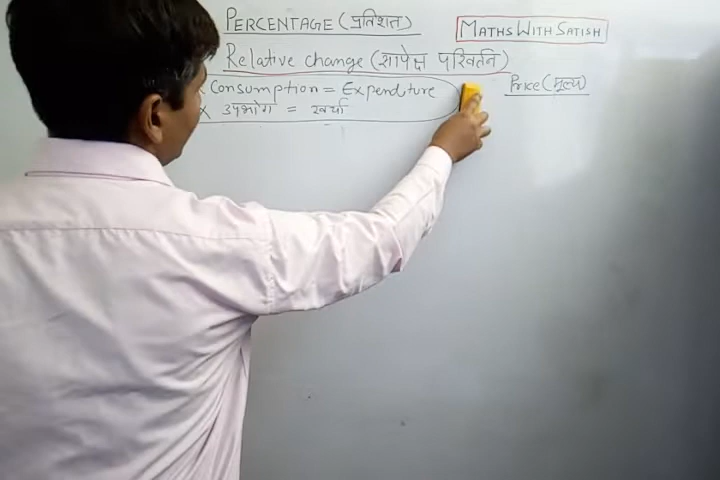 PERCENTAGE (प्रतिशत)
MATHS WITH SATISH
Relative change (सापेक्ष परिवर्तन)
x Consumption = Expenditure
Price (मूल्य)
x उपभोग = खर्चा